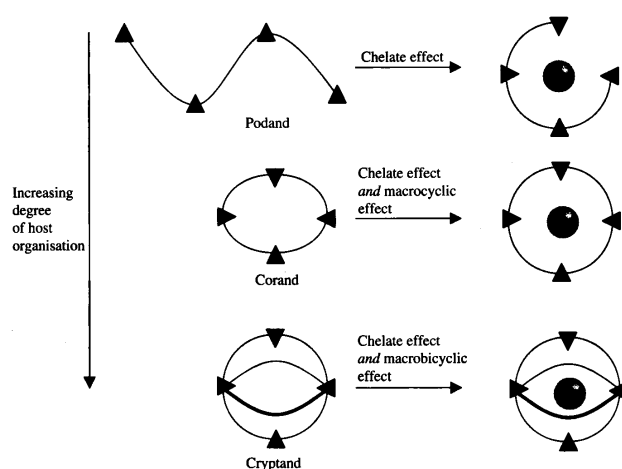 Chelate effect
Podand
Increasing
degree
of host
organisation
Chelate effect
and macrocyclic
effect
Corand
Chelate effect
and macrobicyclic
effect
Cryptand